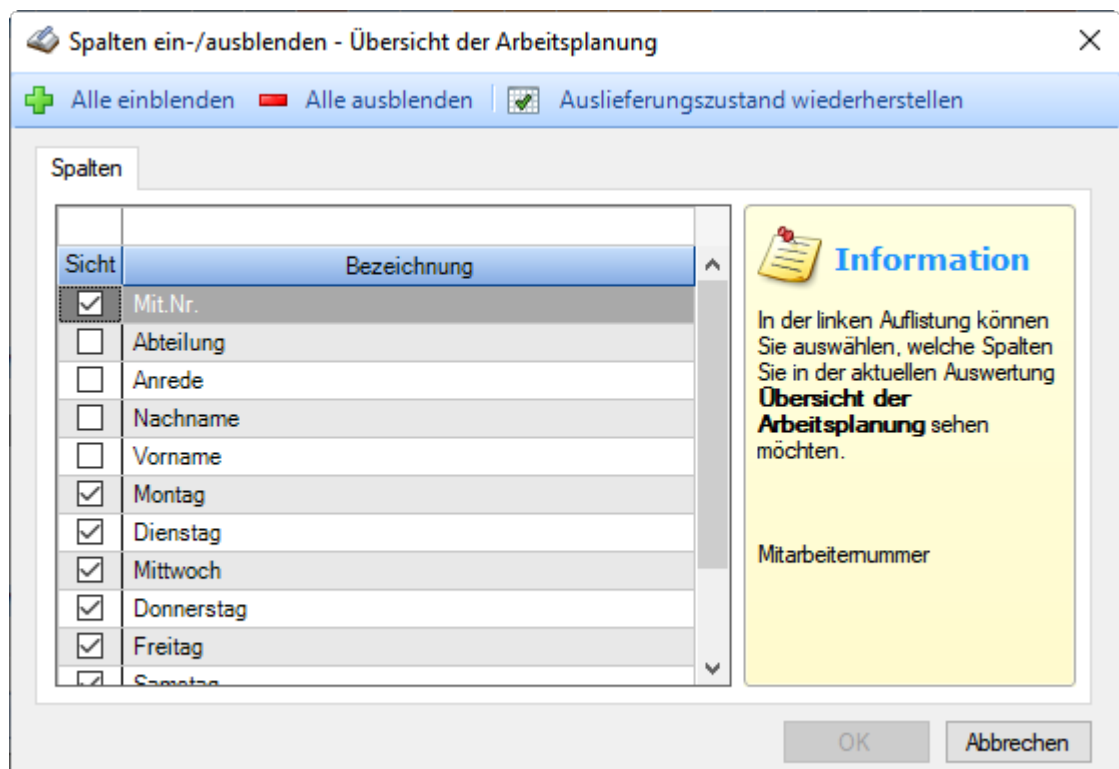 Spalten ein-/ausblenden - Übersicht der Arbeitsplanung
Alle einblenden Alle ausblenden Auslieferungszustand wiederherstellen
Spalten
Sicht Bezeichnung
Mit.Nr.
Abteilung
Anrede
Nachname
Vorname
Montag
Dienstag
Mittwoch
Donnerstag
Freitag
Samstag
Information
In der linken Auflistung können
Sie auswählen, welche Spalten
Sie in der aktuellen Auswertung
Übersicht der
Arbeitsplanung sehen
möchten.
Mitarbeiternummer
OK Abbrechen